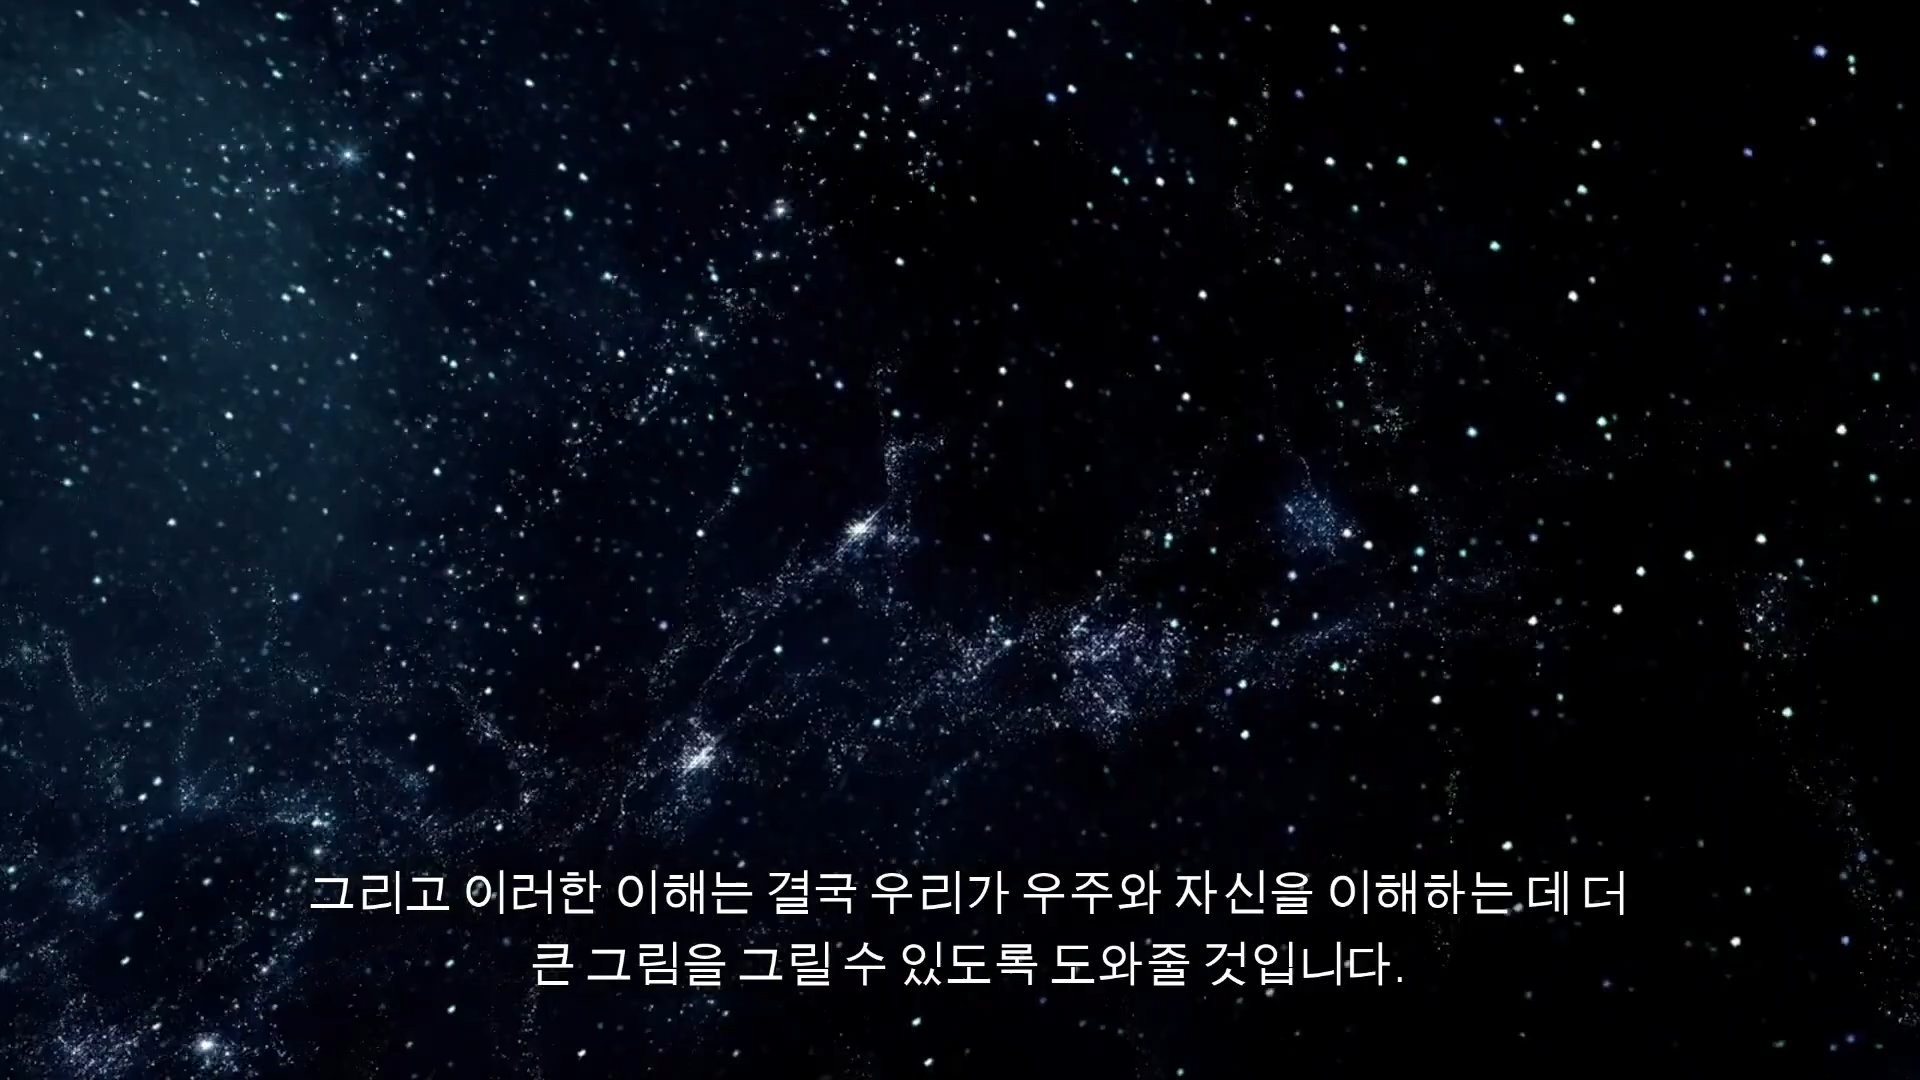 그리고 이러한 이해는 결국 우리가 우주와 자신을 이해하는 데 더
큰 그림을 그릴 수 있도록 도와줄 것입니다.